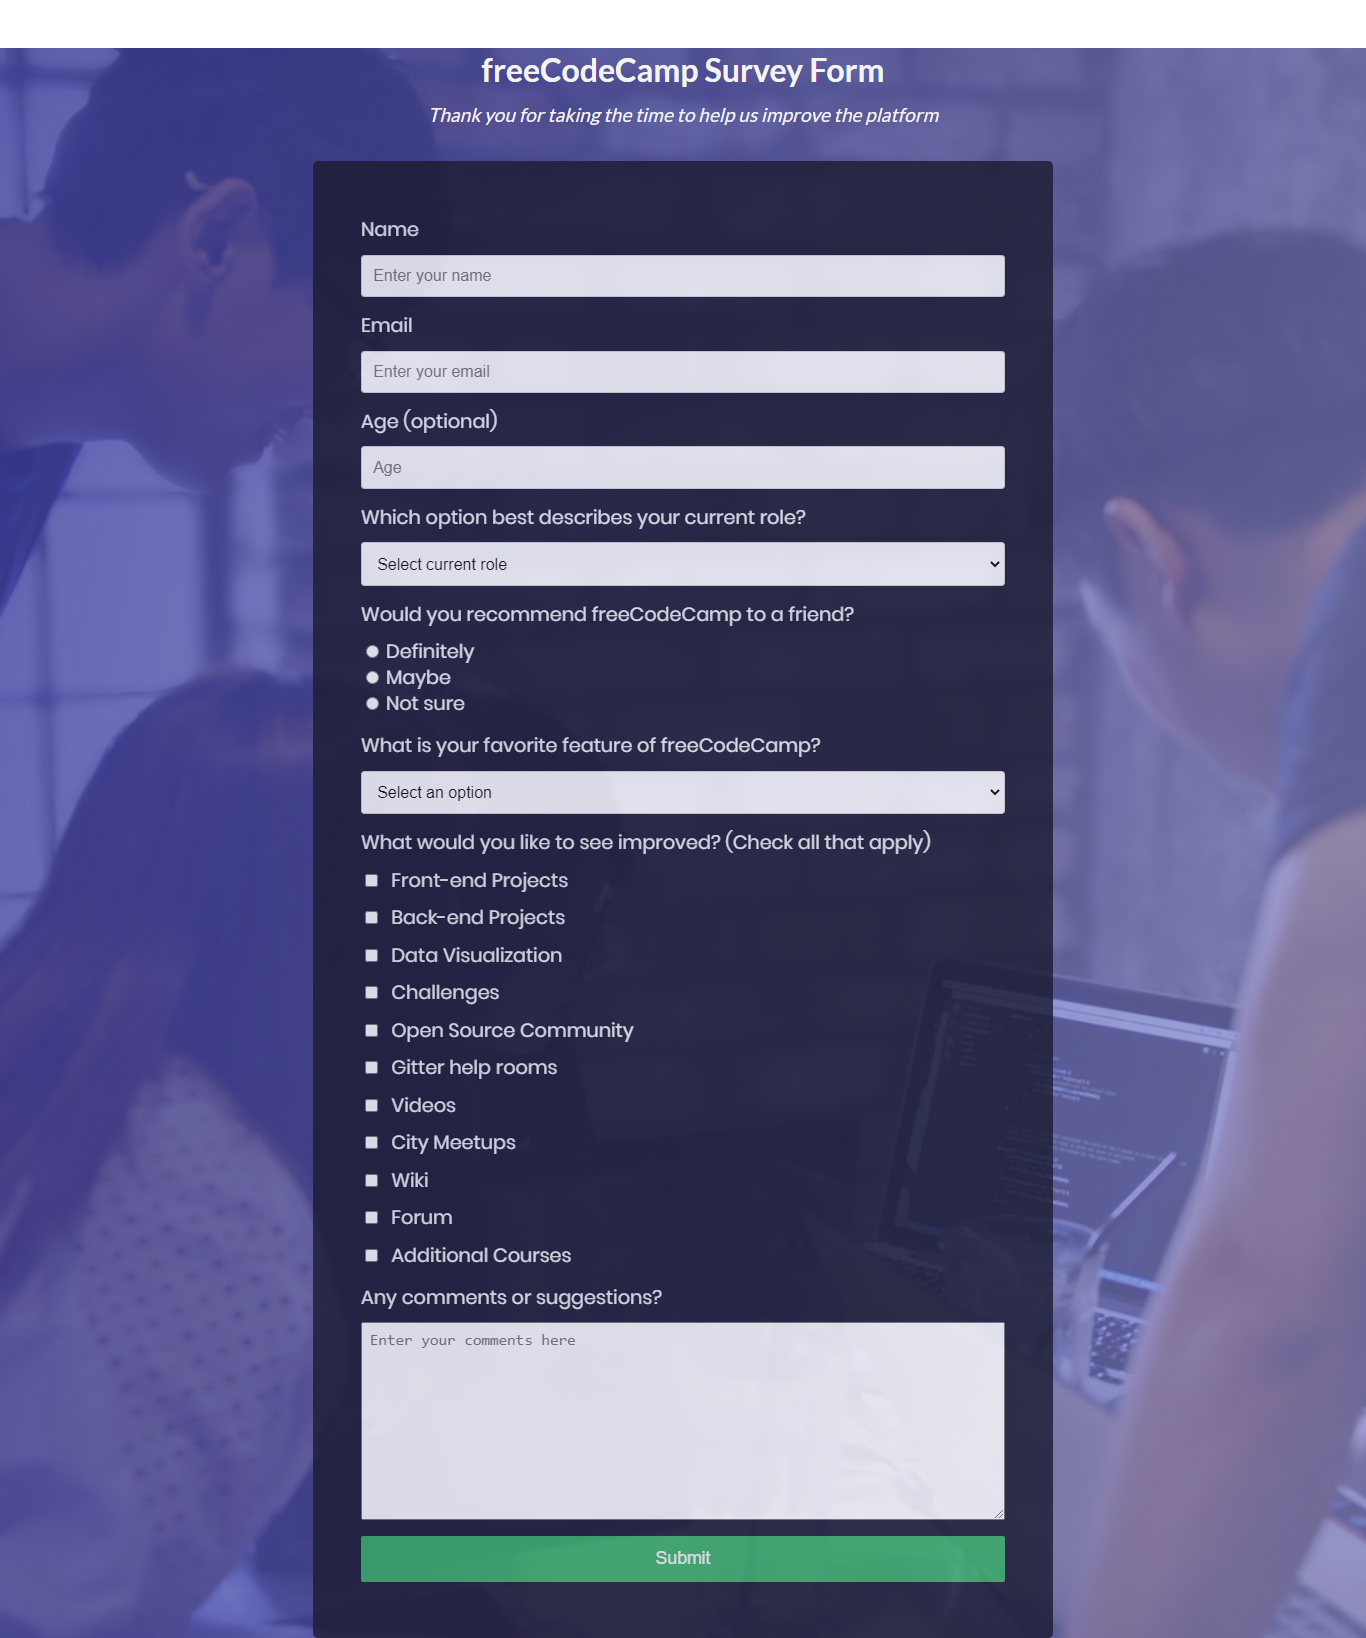 freeCodeCamp Survey Form
Thank you for taking the time to help us improve the platform
Name
Enter your name
Email
Enter your email
Age (optional)
Age
Which option best describes your current role?
Select current role
Would you recommend freeCodeCamp to a friend?
Definitely
Maybe
Not sure
What is your favorite feature of freeCodeCamp?
Select an option
What would you like to see improved? (Check all that apply)
Front-end Projects
Back-end Projects
Data Visualization
Challenges
Open Source Community
Gitter help rooms
Videos
City Meetups
Wiki
Forum
Additional Courses
Any comments or suggestions?
Enter your comments here
Submit